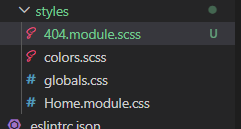 styles
404.module.scss U
colors.scss
# globals.css
# Home.module.css
eslintrc.json